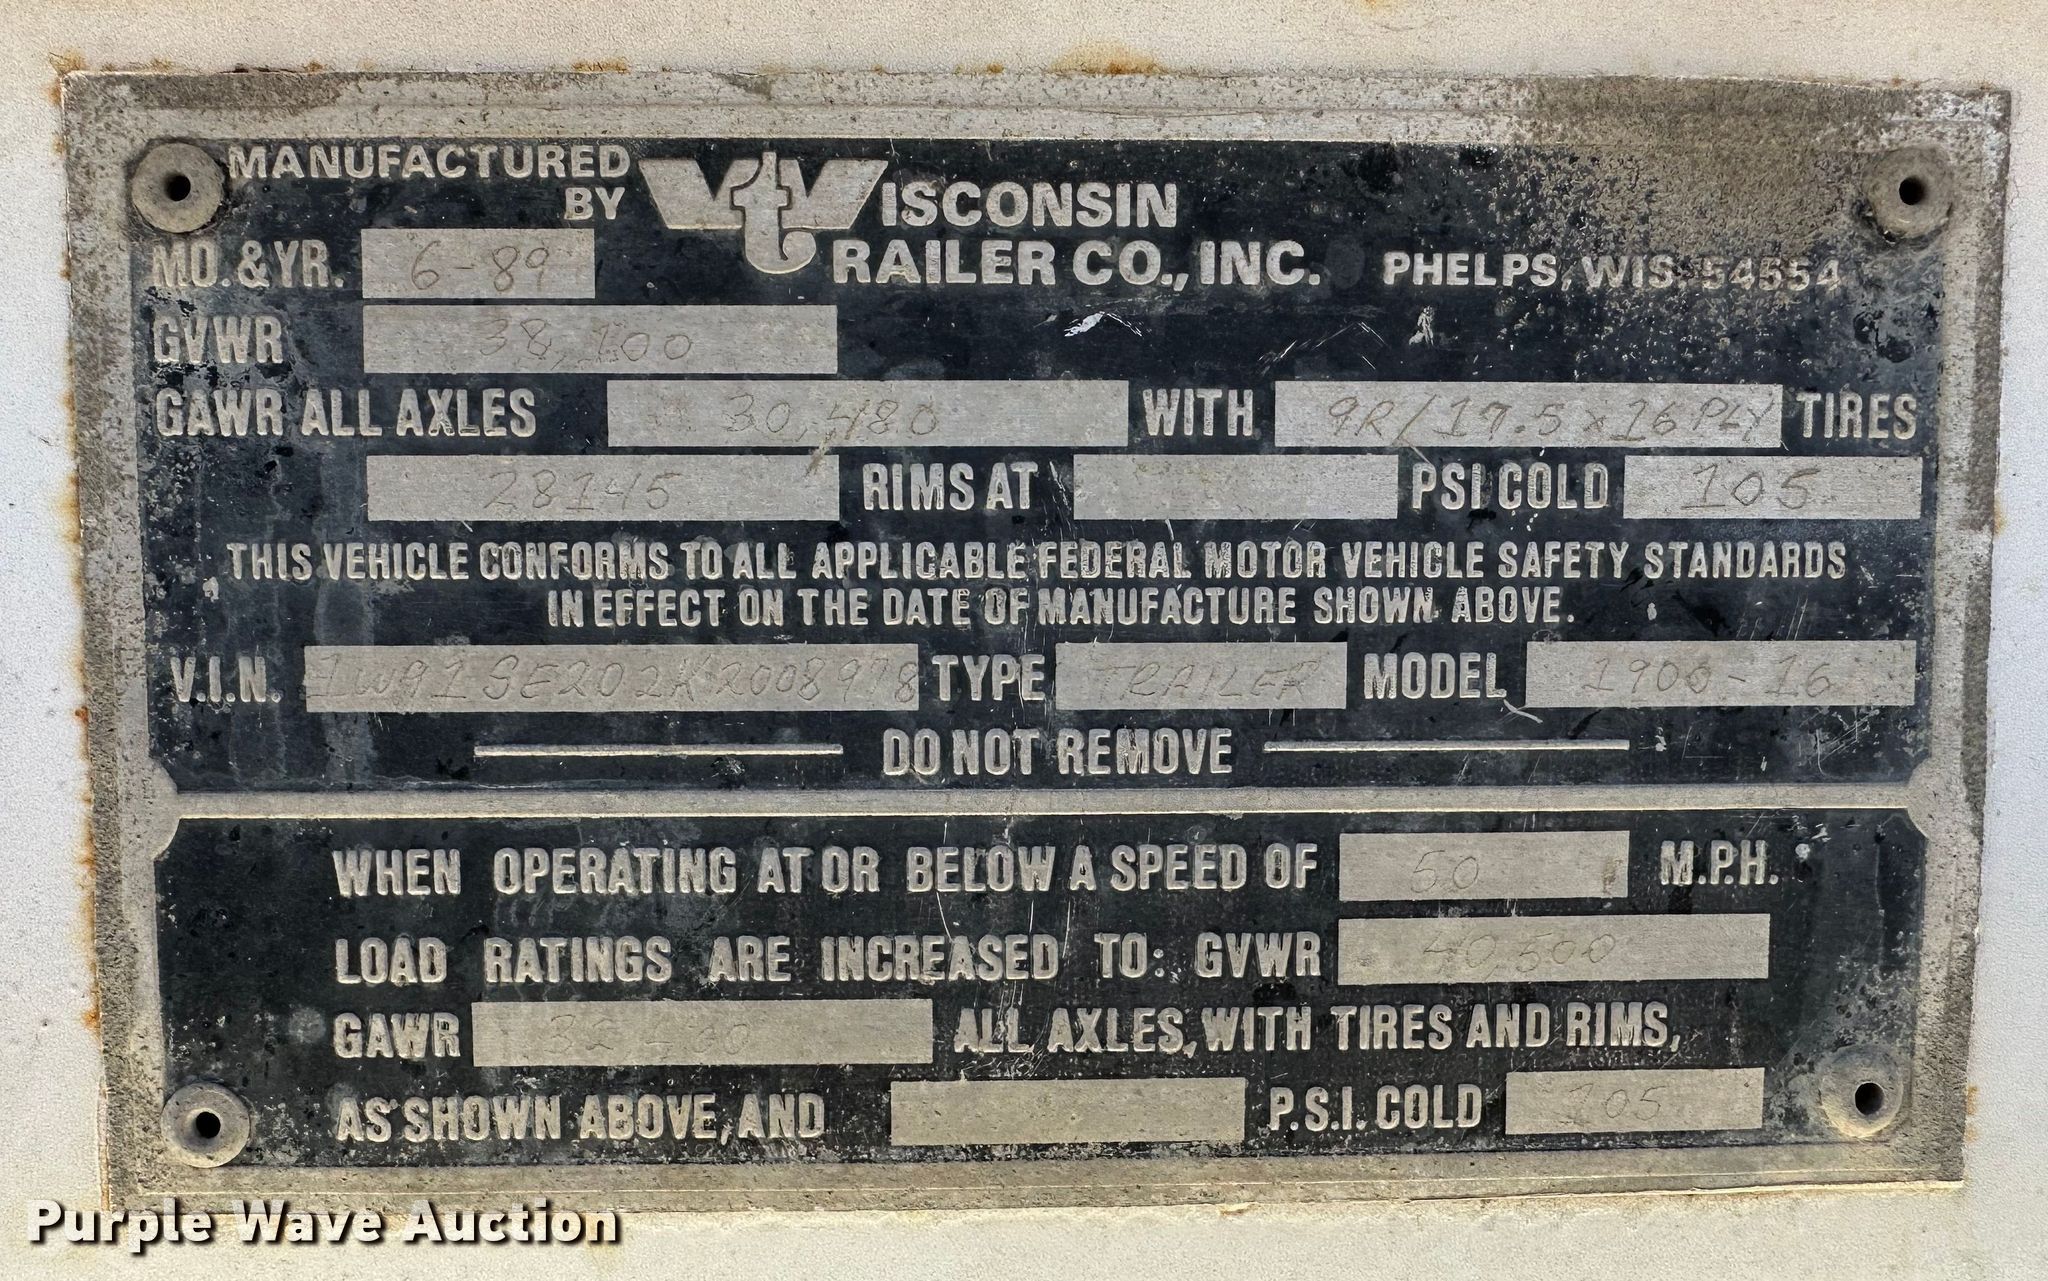 MANUFACTURED BY WISCONSIN TRAILER CO., INC. PHELPS, WIS. 54554
MO. & YR. 6-89
GVWR 38,100
GAWR ALL AXLES 30,480 WITH 9R/17.5x16PLY TIRES
28145 RIMS AT PSI COLD 105
THIS VEHICLE CONFORMS TO ALL APPLICABLE FEDERAL MOTOR VEHICLE SAFETY STANDARDS
IN EFFECT ON THE DATE OF MANUFACTURE SHOWN ABOVE.
V.I.N. 1W91SE202K2008978 TYPE TRAILER MODEL 1900-16
DO NOT REMOVE
WHEN OPERATING AT OR BELOW A SPEED OF 50 M.P.H.
LOAD RATINGS ARE INCREASED TO: GVWR 40,500
GAWR ALL AXLES, WITH TIRES AND RIMS,
AS SHOWN ABOVE, AND P.S.I. COLD 105
Purple Wave Auction